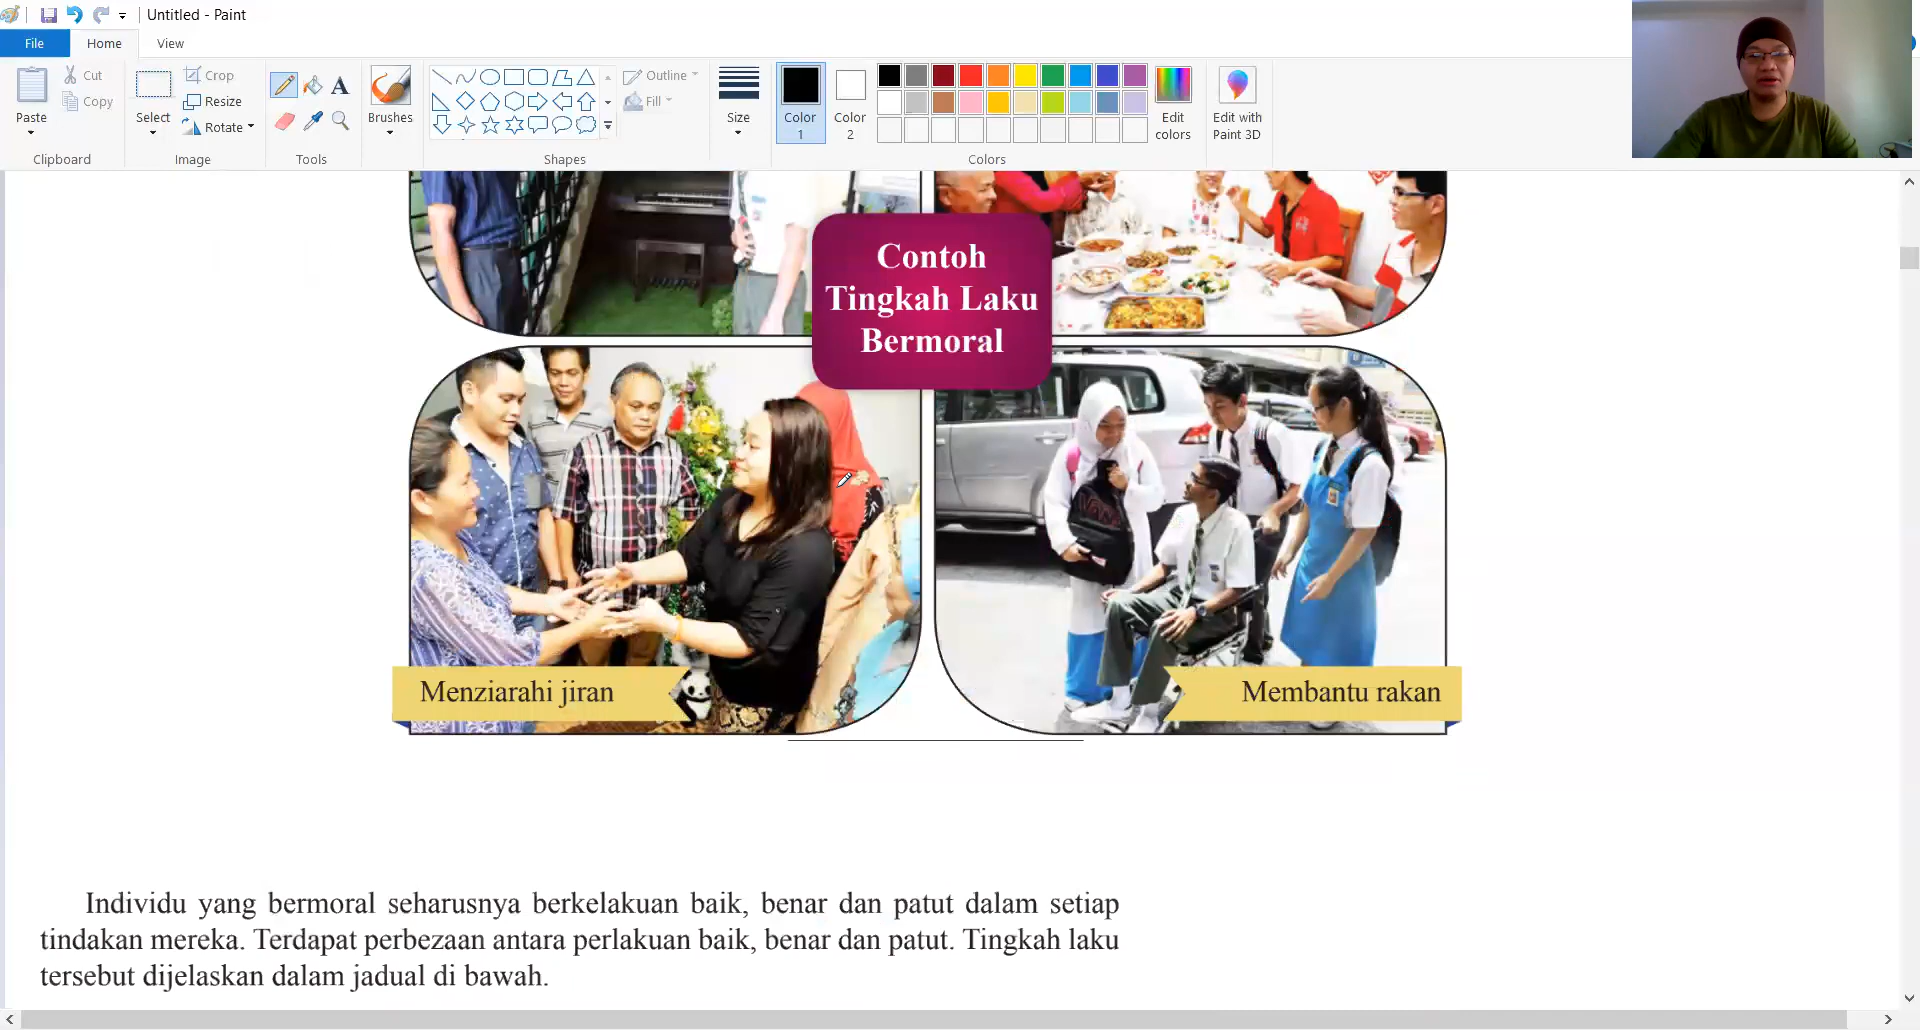 Untitled - Paint
File Home View
Paste
Cut
Copy
Clipboard
Select
Crop
Resize
Rotate
Image
A
Tools
Brushes
Outline
Fill
Shapes
Size
Color
1
Color
2
Edit
colors
Colors
Edit with
Paint 3D
Contoh
Tingkah Laku
Bermoral
Menziarahi jiran
Membantu rakan
Individu yang bermoral seharusnya berkelakuan baik, benar dan patut dalam setiap
tindakan mereka. Terdapat perbezaan antara perlakuan baik, benar dan patut. Tingkah laku
tersebut dijelaskan dalam jadual di bawah.